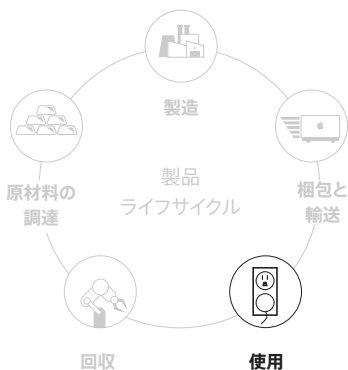 製造
原材料の
調達
製品
ライフサイクル
梱包と
輸送
回収
使用